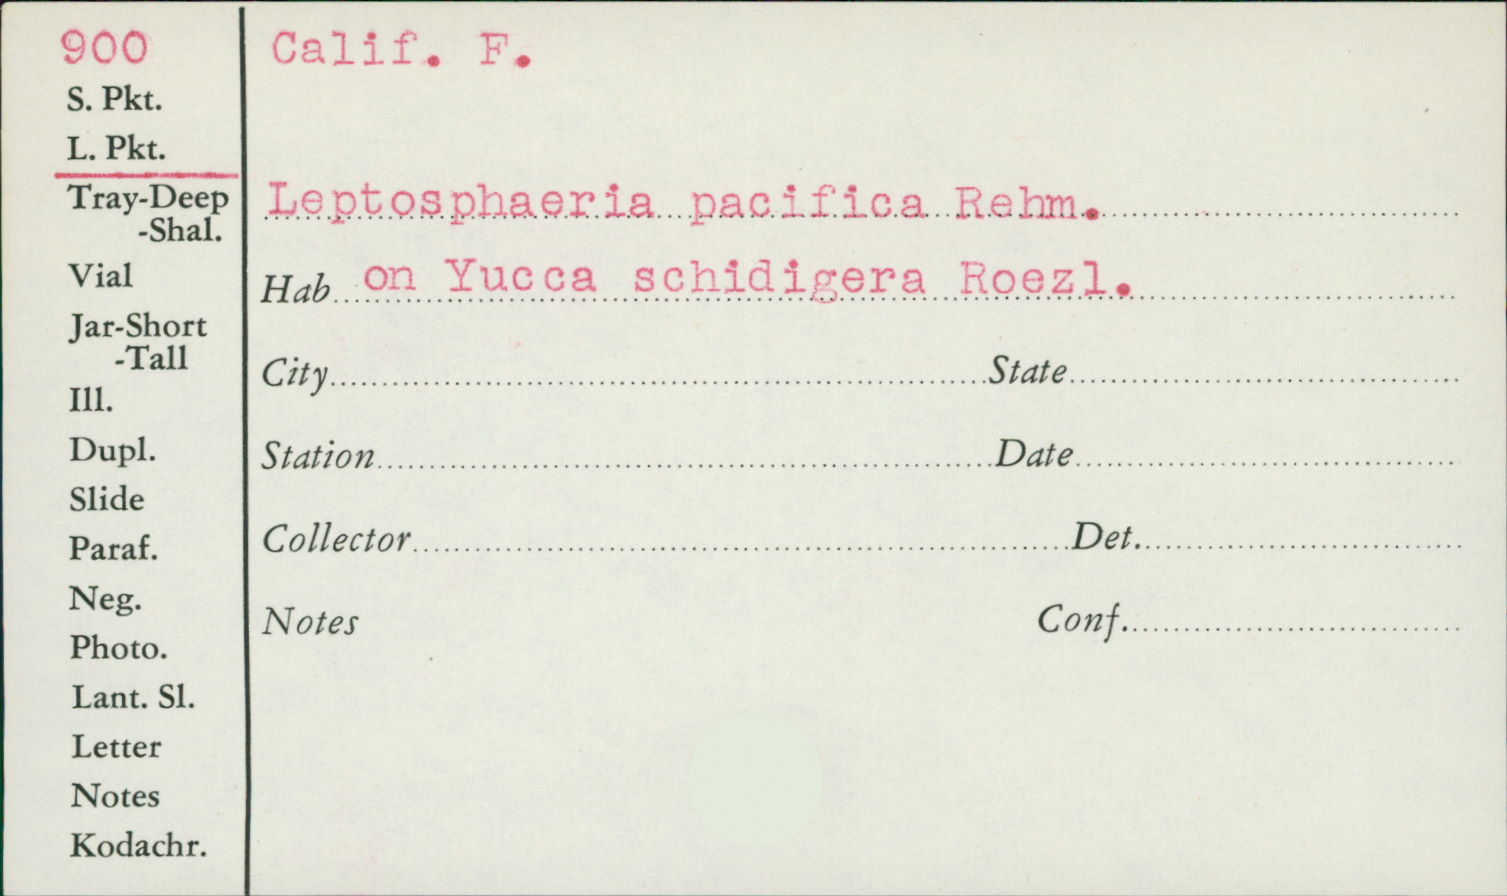 900
S. Pkt.
L. Pkt.
Tray-Deep
-Shal.
Vial
Jar-Short
-Tall
Ill.
Dupl.
Slide
Paraf.
Neg.
Photo.
Lant. Sl.
Letter
Notes
Kodachr.
Calif. F.
Leptosphaeria pacifica Rehm.
Hab on Yucca schidigera Roezl.
City State
Station Date
Collector Det.
Notes Conf.